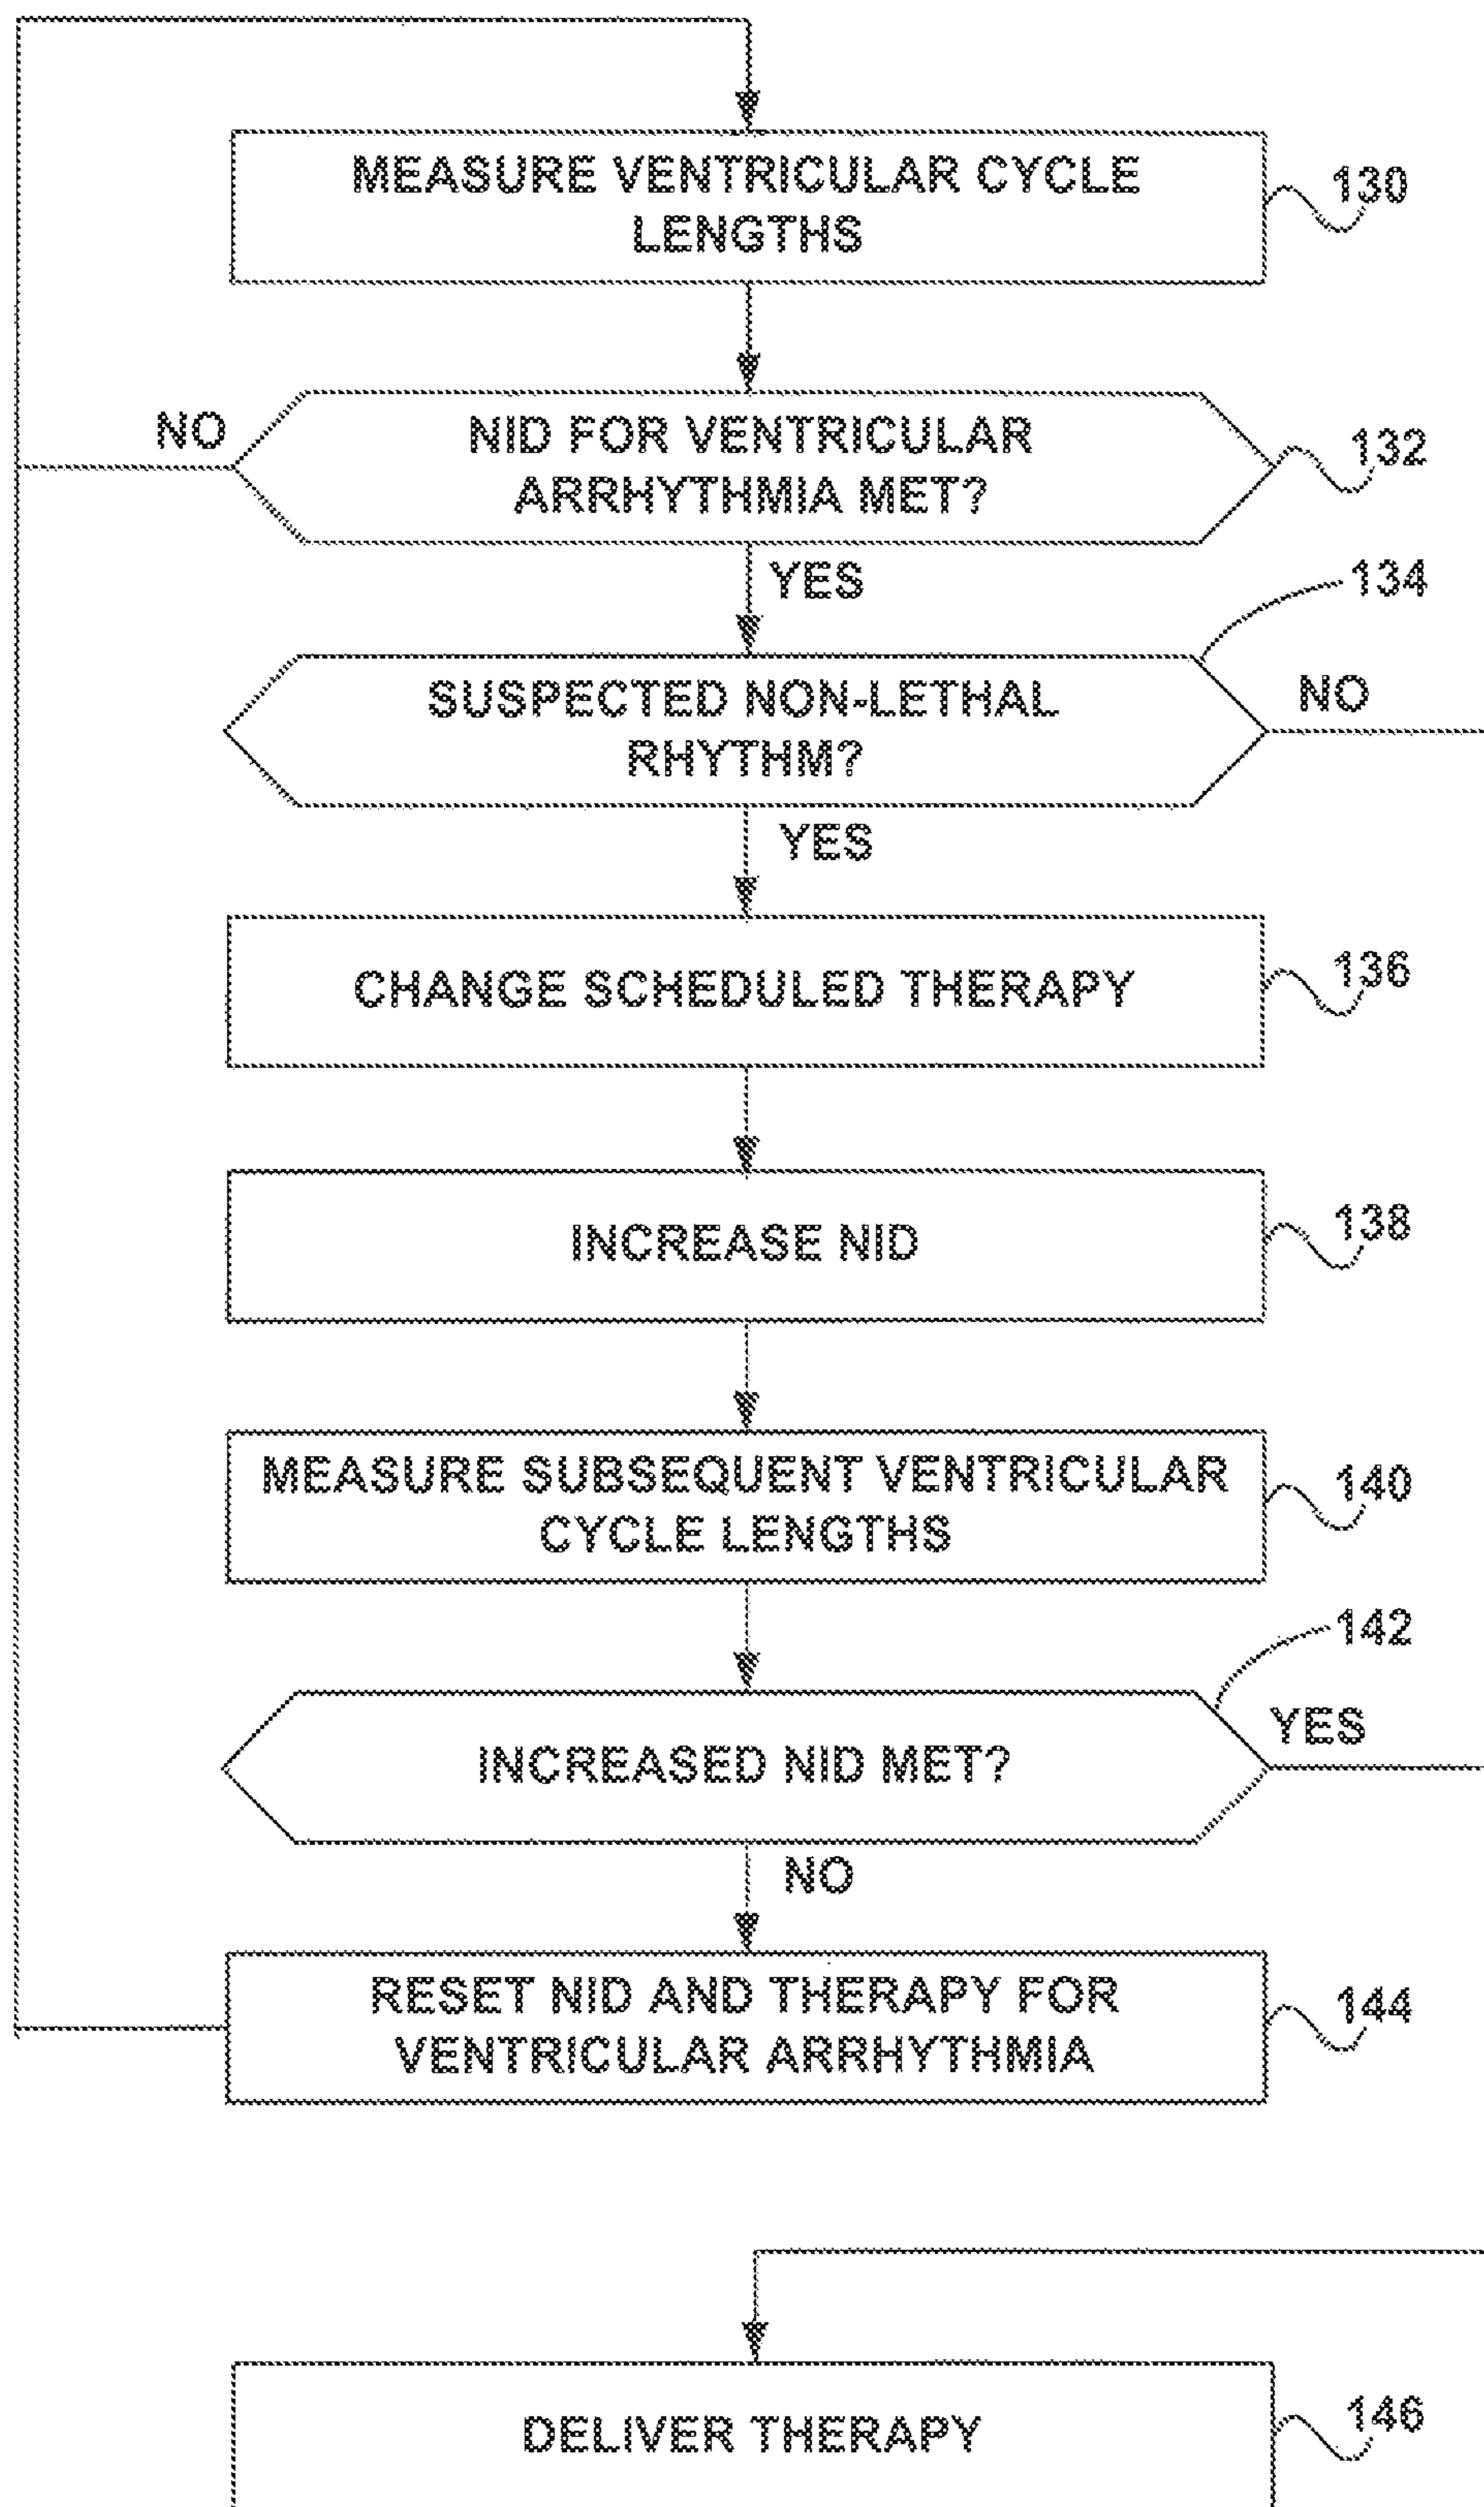 MEASURE VENTRICULAR CYCLE
LENGTHS
130
NO
NID FOR VENTRICULAR
ARRHYTHMIA MET?
132
YES
134
SUSPECTED NON-LETHAL
RHYTHM?
NO
YES
CHANGE SCHEDULED THERAPY
136
INCREASE NID
138
MEASURE SUBSEQUENT VENTRICULAR
CYCLE LENGTHS
140
142
INCREASED NID MET?
YES
NO
RESET NID AND THERAPY FOR
VENTRICULAR ARRHYTHMIA
144
DELIVER THERAPY
146